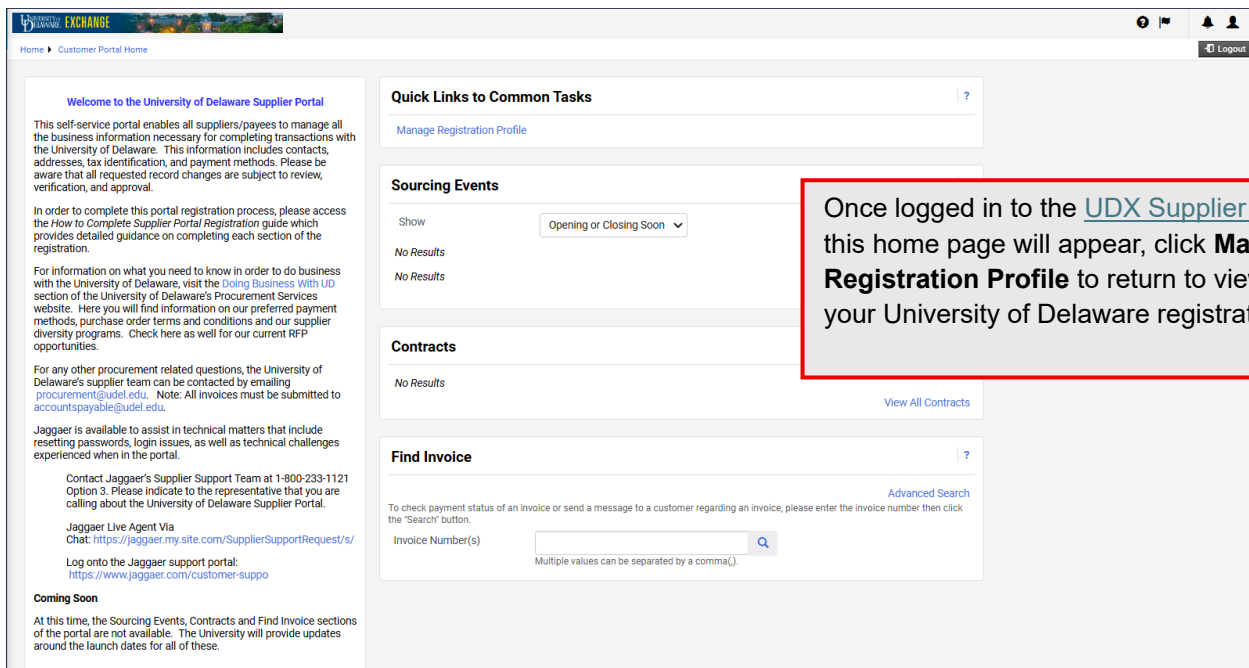 UNIVERSITY OF DELAWARE EXCHANGE
Logout
Home Customer Portal Home
Welcome to the University of Delaware Supplier Portal
This self-service portal enables all suppliers/payees to manage all
the business information necessary for completing transactions with
the University of Delaware. This information includes contacts,
addresses, tax identification, and payment methods. Please be
aware that all requested record changes are subject to review,
verification, and approval.
In order to complete this portal registration process, please access
the How to Complete Supplier Portal Registration guide which
provides detailed guidance on completing each section of the
registration.
For information on what you need to know in order to do business
with the University of Delaware, visit the Doing Business With UD
section of the University of Delaware's Procurement Services
website. Here you will find information on our preferred payment
methods, purchase order terms and conditions and our supplier
diversity programs. Check here as well for our current RFP
opportunities.
For any other procurement related questions, the University of
Delaware's supplier team can be contacted by emailing
procurement@udel.edu. Note: All invoices must be submitted to
accountspayable@udel.edu.
Jaggaer is available to assist in technical matters that include
resetting passwords, login issues, as well as technical challenges
experienced when in the portal.
Contact Jaggaer's Supplier Support Team at 1-800-233-1121
Option 3. Please indicate to the representative that you are
calling about the University of Delaware Supplier Portal.
Jaggaer Live Agent Via
Chat: https://jaggaer.my.site.com/SupplierSupportRequest/s/
Log onto the Jaggaer support portal:
https://www.jaggaer.com/customer-suppo
Coming Soon
At this time, the Sourcing Events, Contracts and Find Invoice sections
of the portal are not available. The University will provide updates
around the launch dates for all of these.
Quick Links to Common Tasks ?
Manage Registration Profile
Sourcing Events
Show Opening or Closing Soon
No Results
No Results
Contracts
No Results
View All Contracts
Find Invoice ?
Advanced Search
To check payment status of an invoice or send a message to a customer regarding an invoice, please enter the invoice number then click
the "Search" button.
Invoice Number(s)
Multiple values can be separated by a comma(,).
Once logged in to the UDX Supplier
this home page will appear, click Ma
Registration Profile to return to vie
your University of Delaware registrat